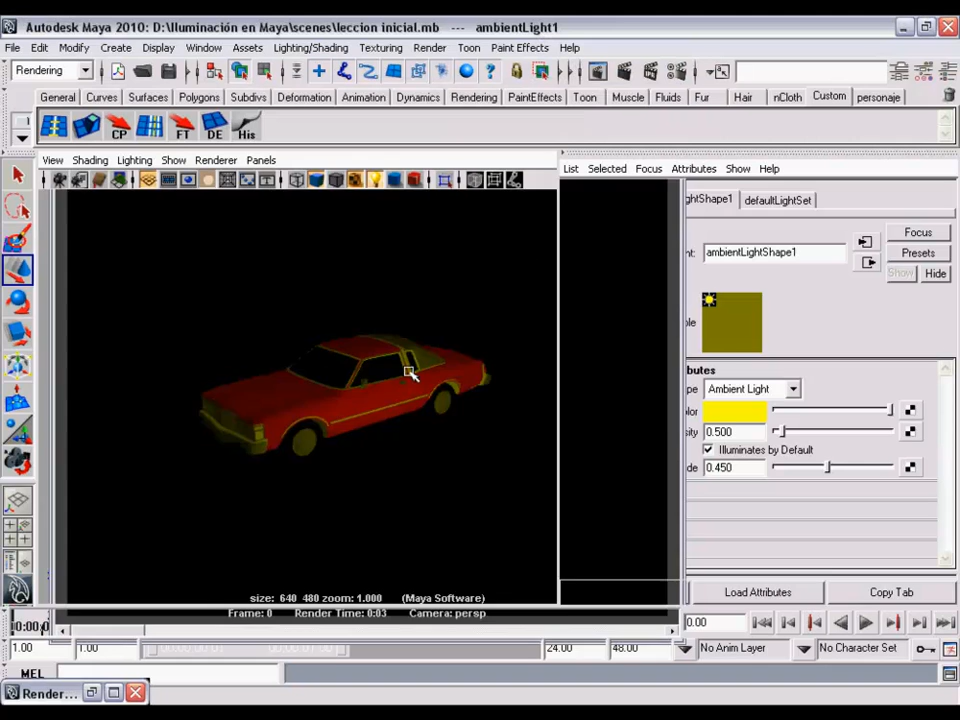 Autodesk Maya 2010: D:\Iluminación en Maya\scenes\leccion inicial.mb   ---   ambientLight1
File Edit Modify Create Display Window Assets Lighting/Shading Texturing Render Toon Paint Effects Help
Rendering
General Curves Surfaces Polygons Subdivs Deformation Animation Dynamics Rendering PaintEffects Toon Muscle Fluids Fur Hair nCloth Custom personaje
CP FT DE His
View Shading Lighting Show Renderer Panels
List Selected Focus Attributes Show Help
ghtShape1 defaultLightSet
Focus
nt: ambientLightShape1
Presets
Show Hide
ple
butes
pe Ambient Light
olor
sity 0.500
Illuminates by Default
ade 0.450
size: 640 480 zoom: 1.000 (Maya Software)
Frame: 0 Render Time: 0:03 Camera: persp
Load Attributes Copy Tab
0.00
1.00 1.00 24.00 48.00 No Anim Layer No Character Set
MEL
Render...